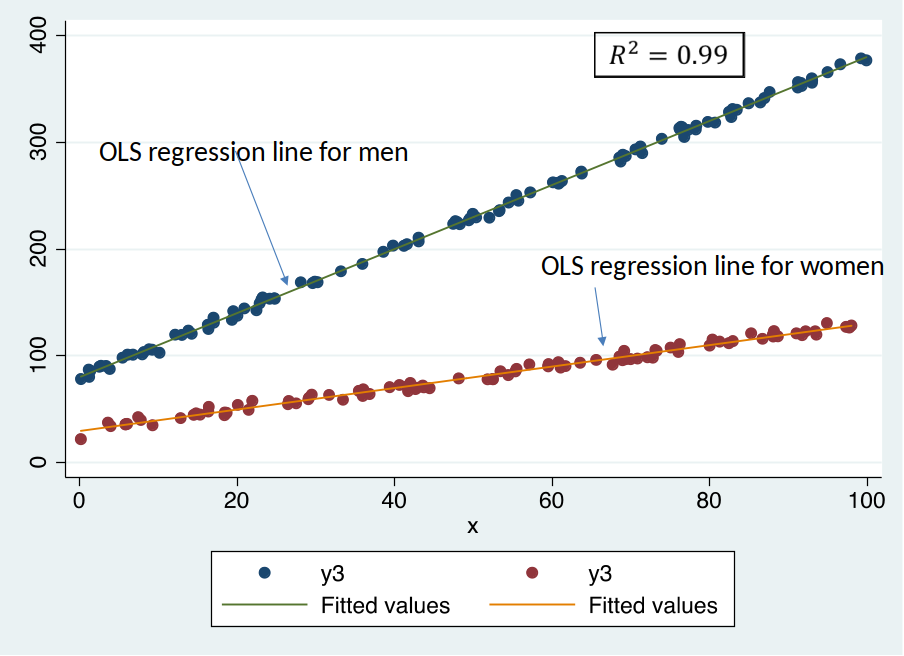 400
300
200
100
0
R² = 0.99
OLS regression line for men
OLS regression line for women
0 20 40 60 80 100
x
y3 y3
Fitted values Fitted values